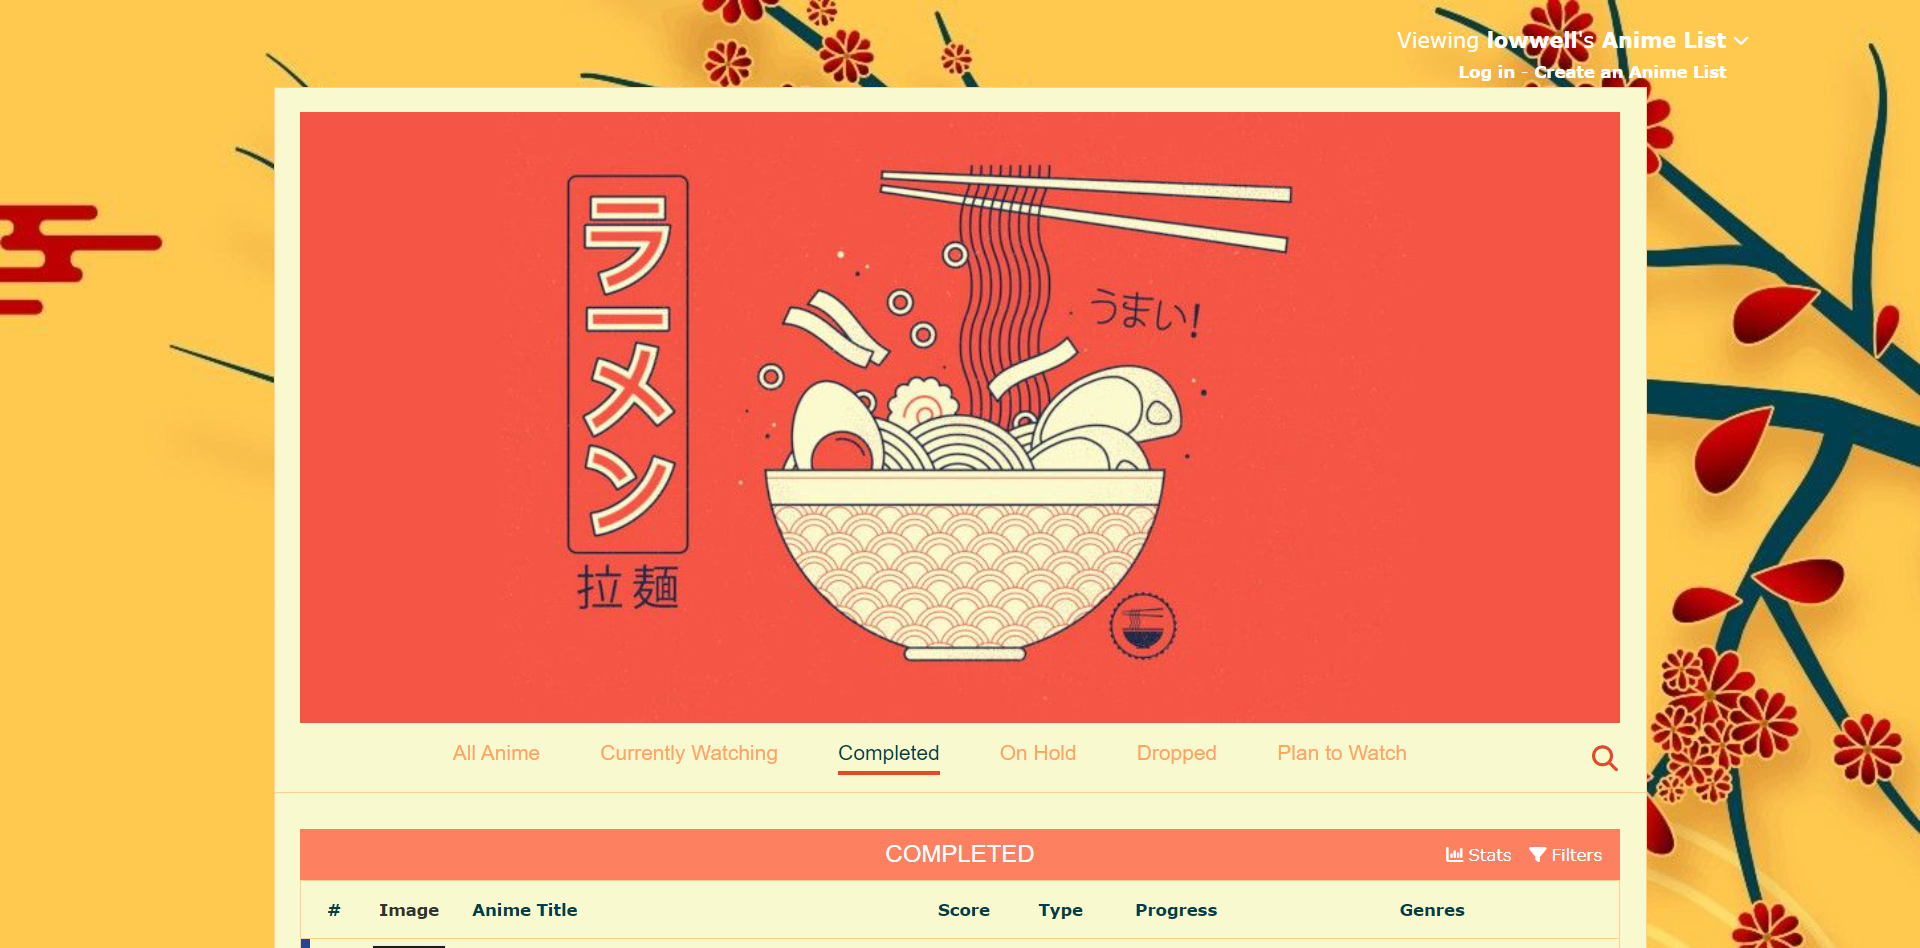 Viewing lowwell's Anime List
Log in - Create an Anime List
ラーメン
拉麺
うまい!
All Anime
Currently Watching
Completed
On Hold
Dropped
Plan to Watch
COMPLETED
Stats
Filters
#
Image
Anime Title
Score
Type
Progress
Genres